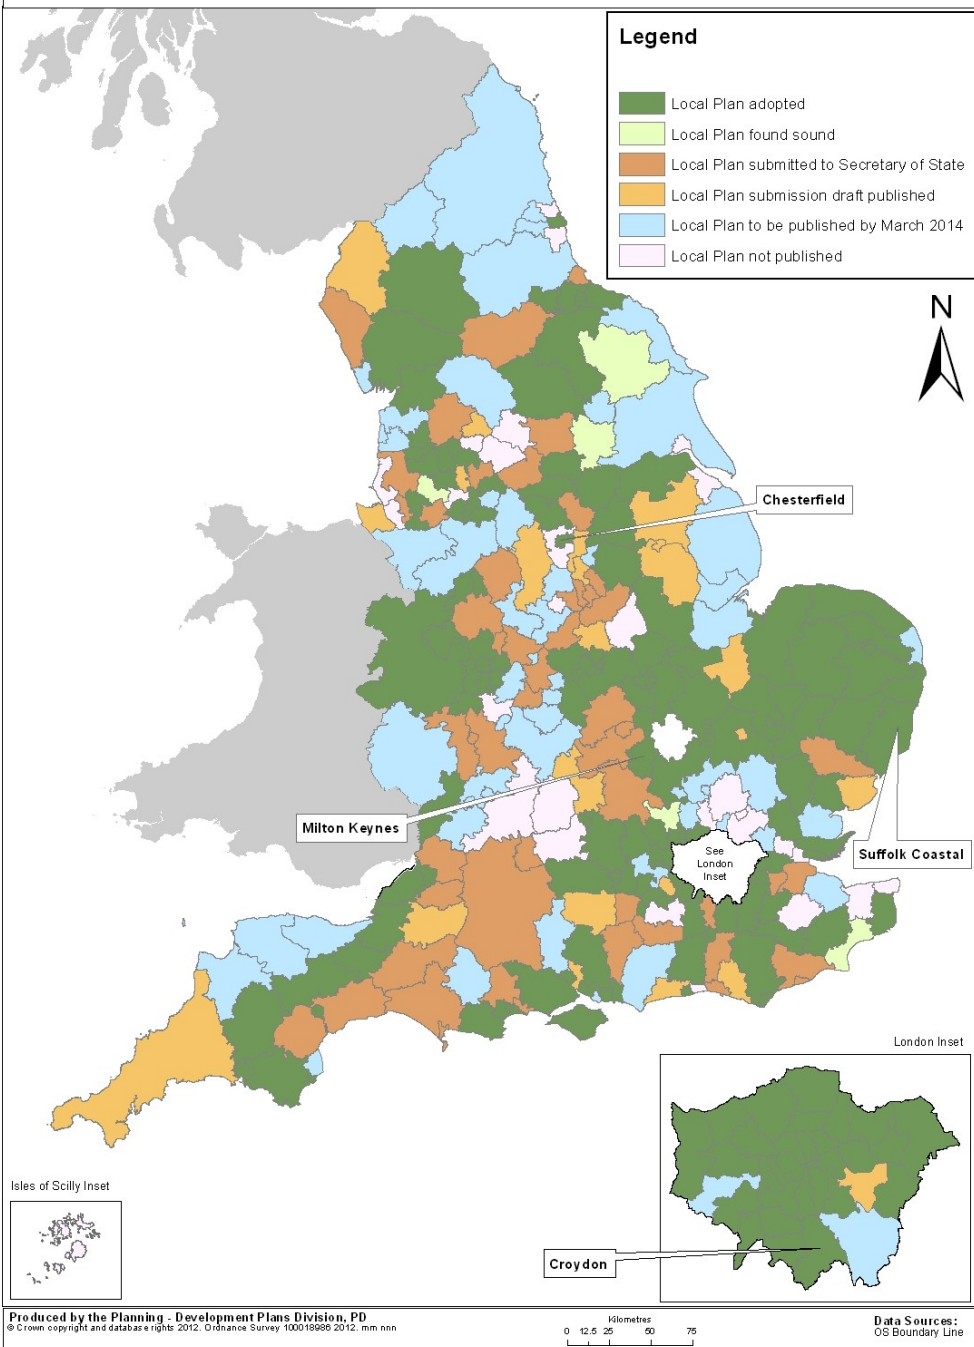 Legend
Local Plan adopted
Local Plan found sound
Local Plan submitted to Secretary of State
Local Plan submission draft published
Local Plan to be published by March 2014
Local Plan not published
N
Chesterfield
Milton Keynes
See
London
Inset
Suffolk Coastal
London Inset
Isles of Scilly Inset
Croydon
Produced by the Planning - Development Plans Division, PD
© Crown copyright and database rights 2012. Ordnance Survey 100018986 2012. mm nnn
Kilometres
0 12.5 25 50 75
Data Sources:
OS Boundary Line